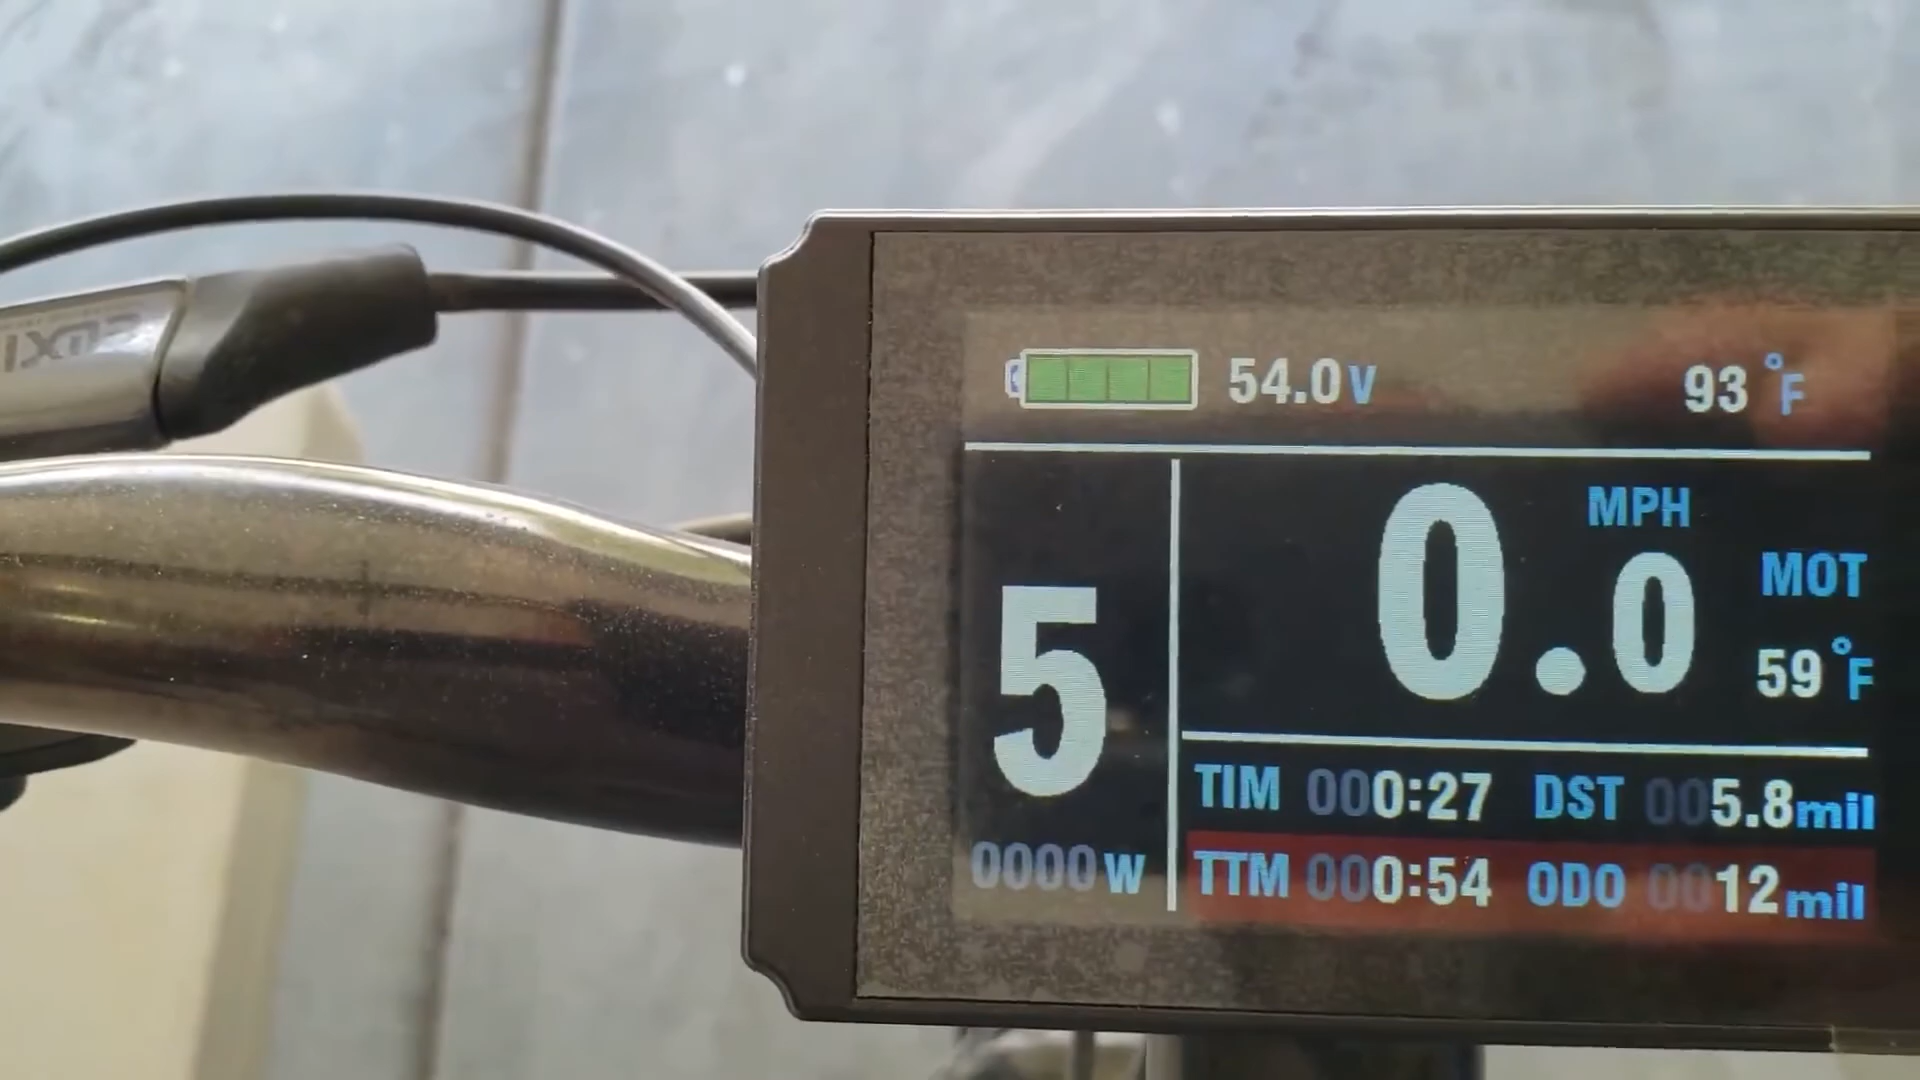 54.0V 93°F
MPH
5 0.0 MOT
59°F
TIM 000:27 DST 005.8mil
0000W TTM 000:54 ODO 0012mil